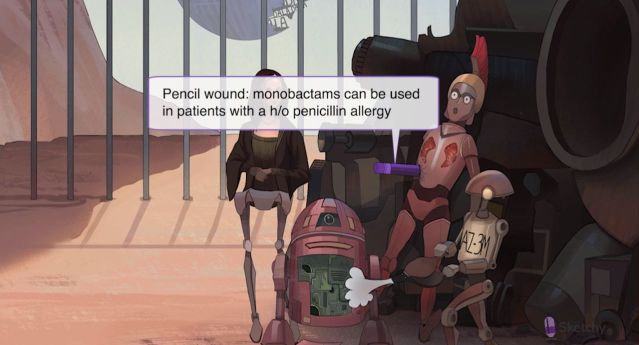 Pencil wound: monobactams can be used
in patients with a h/o penicillin allergy
AZ-3M
Sketchy